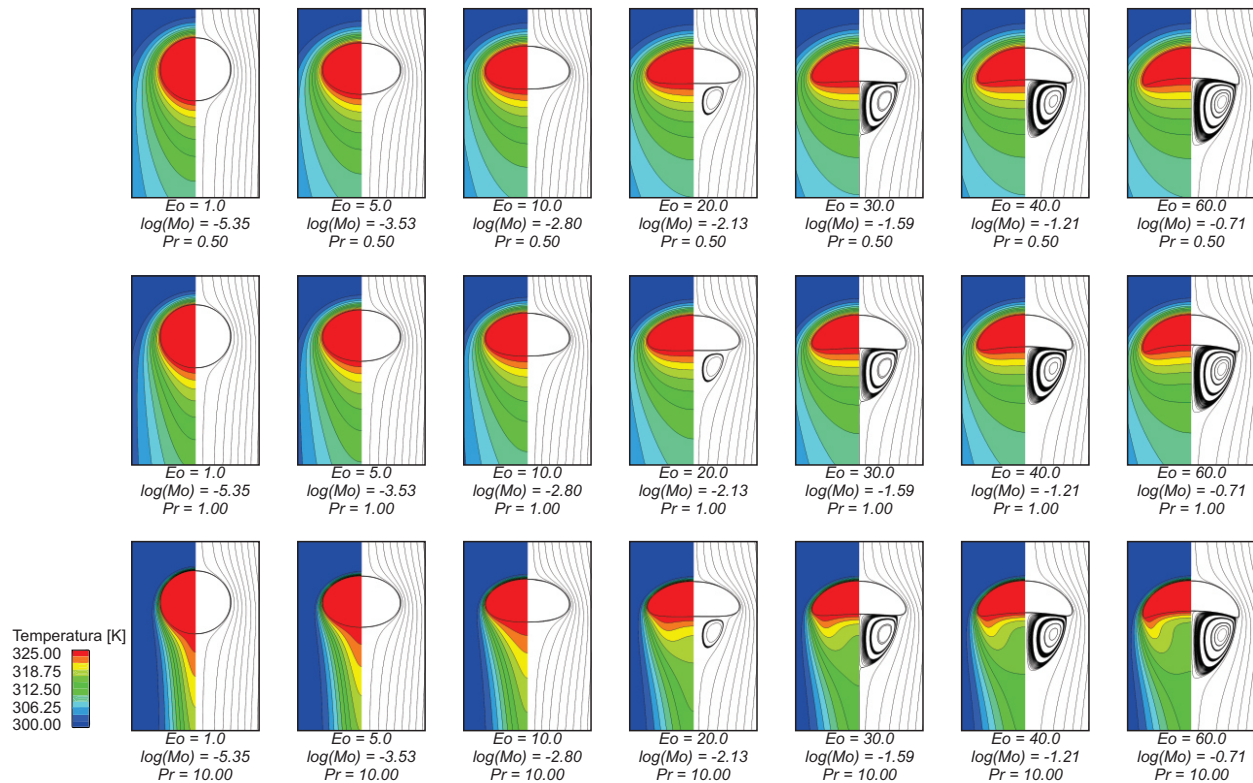 Eo = 1.0
log(Mo) = -5.35
Pr = 0.50
Eo = 5.0
log(Mo) = -3.53
Pr = 0.50
Eo = 10.0
log(Mo) = -2.80
Pr = 0.50
Eo = 20.0
log(Mo) = -2.13
Pr = 0.50
Eo = 30.0
log(Mo) = -1.59
Pr = 0.50
Eo = 40.0
log(Mo) = -1.21
Pr = 0.50
Eo = 60.0
log(Mo) = -0.71
Pr = 0.50
Eo = 1.0
log(Mo) = -5.35
Pr = 1.00
Eo = 5.0
log(Mo) = -3.53
Pr = 1.00
Eo = 10.0
log(Mo) = -2.80
Pr = 1.00
Eo = 20.0
log(Mo) = -2.13
Pr = 1.00
Eo = 30.0
log(Mo) = -1.59
Pr = 1.00
Eo = 40.0
log(Mo) = -1.21
Pr = 1.00
Eo = 60.0
log(Mo) = -0.71
Pr = 1.00
Temperatura [K]
325.00
318.75
312.50
306.25
300.00
Eo = 1.0
log(Mo) = -5.35
Pr = 10.00
Eo = 5.0
log(Mo) = -3.53
Pr = 10.00
Eo = 10.0
log(Mo) = -2.80
Pr = 10.00
Eo = 20.0
log(Mo) = -2.13
Pr = 10.00
Eo = 30.0
log(Mo) = -1.59
Pr = 10.00
Eo = 40.0
log(Mo) = -1.21
Pr = 10.00
Eo = 60.0
log(Mo) = -0.71
Pr = 10.00